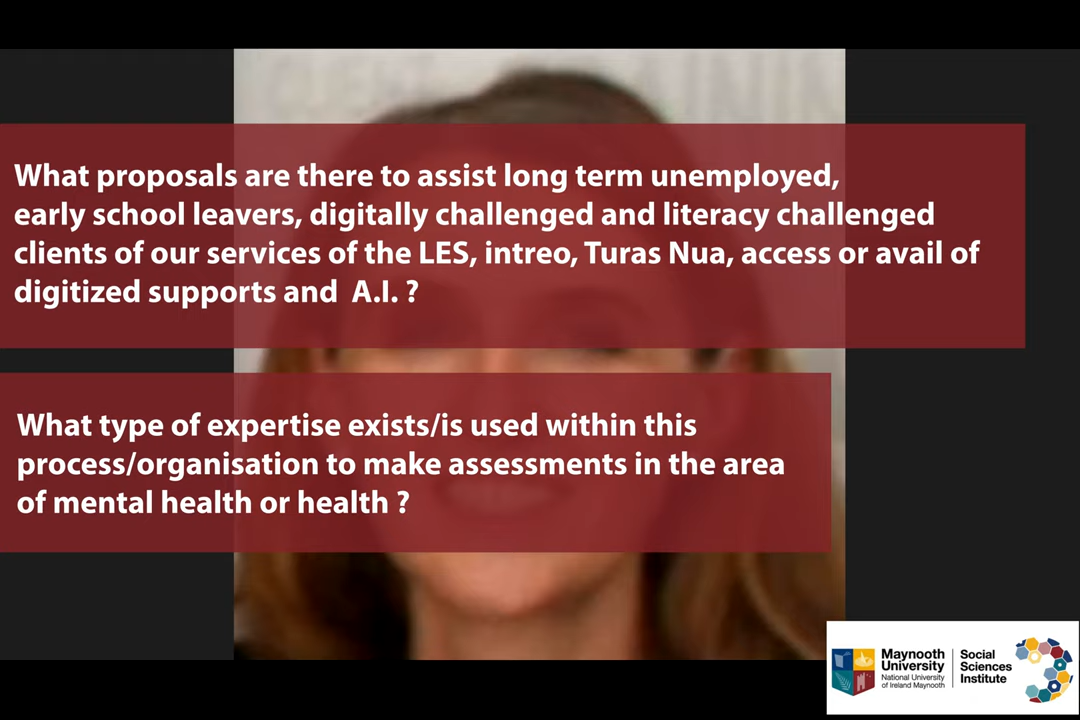 What proposals are there to assist long term unemployed,
early school leavers, digitally challenged and literacy challenged
clients of our services of the LES, intreo, Turas Nua, access or avail of
digitized supports and  A.I. ?
What type of expertise exists/is used within this
process/organisation to make assessments in the area
of mental health or health ?
Maynooth
University
National University
of Ireland Maynooth
Social
Sciences
Institute